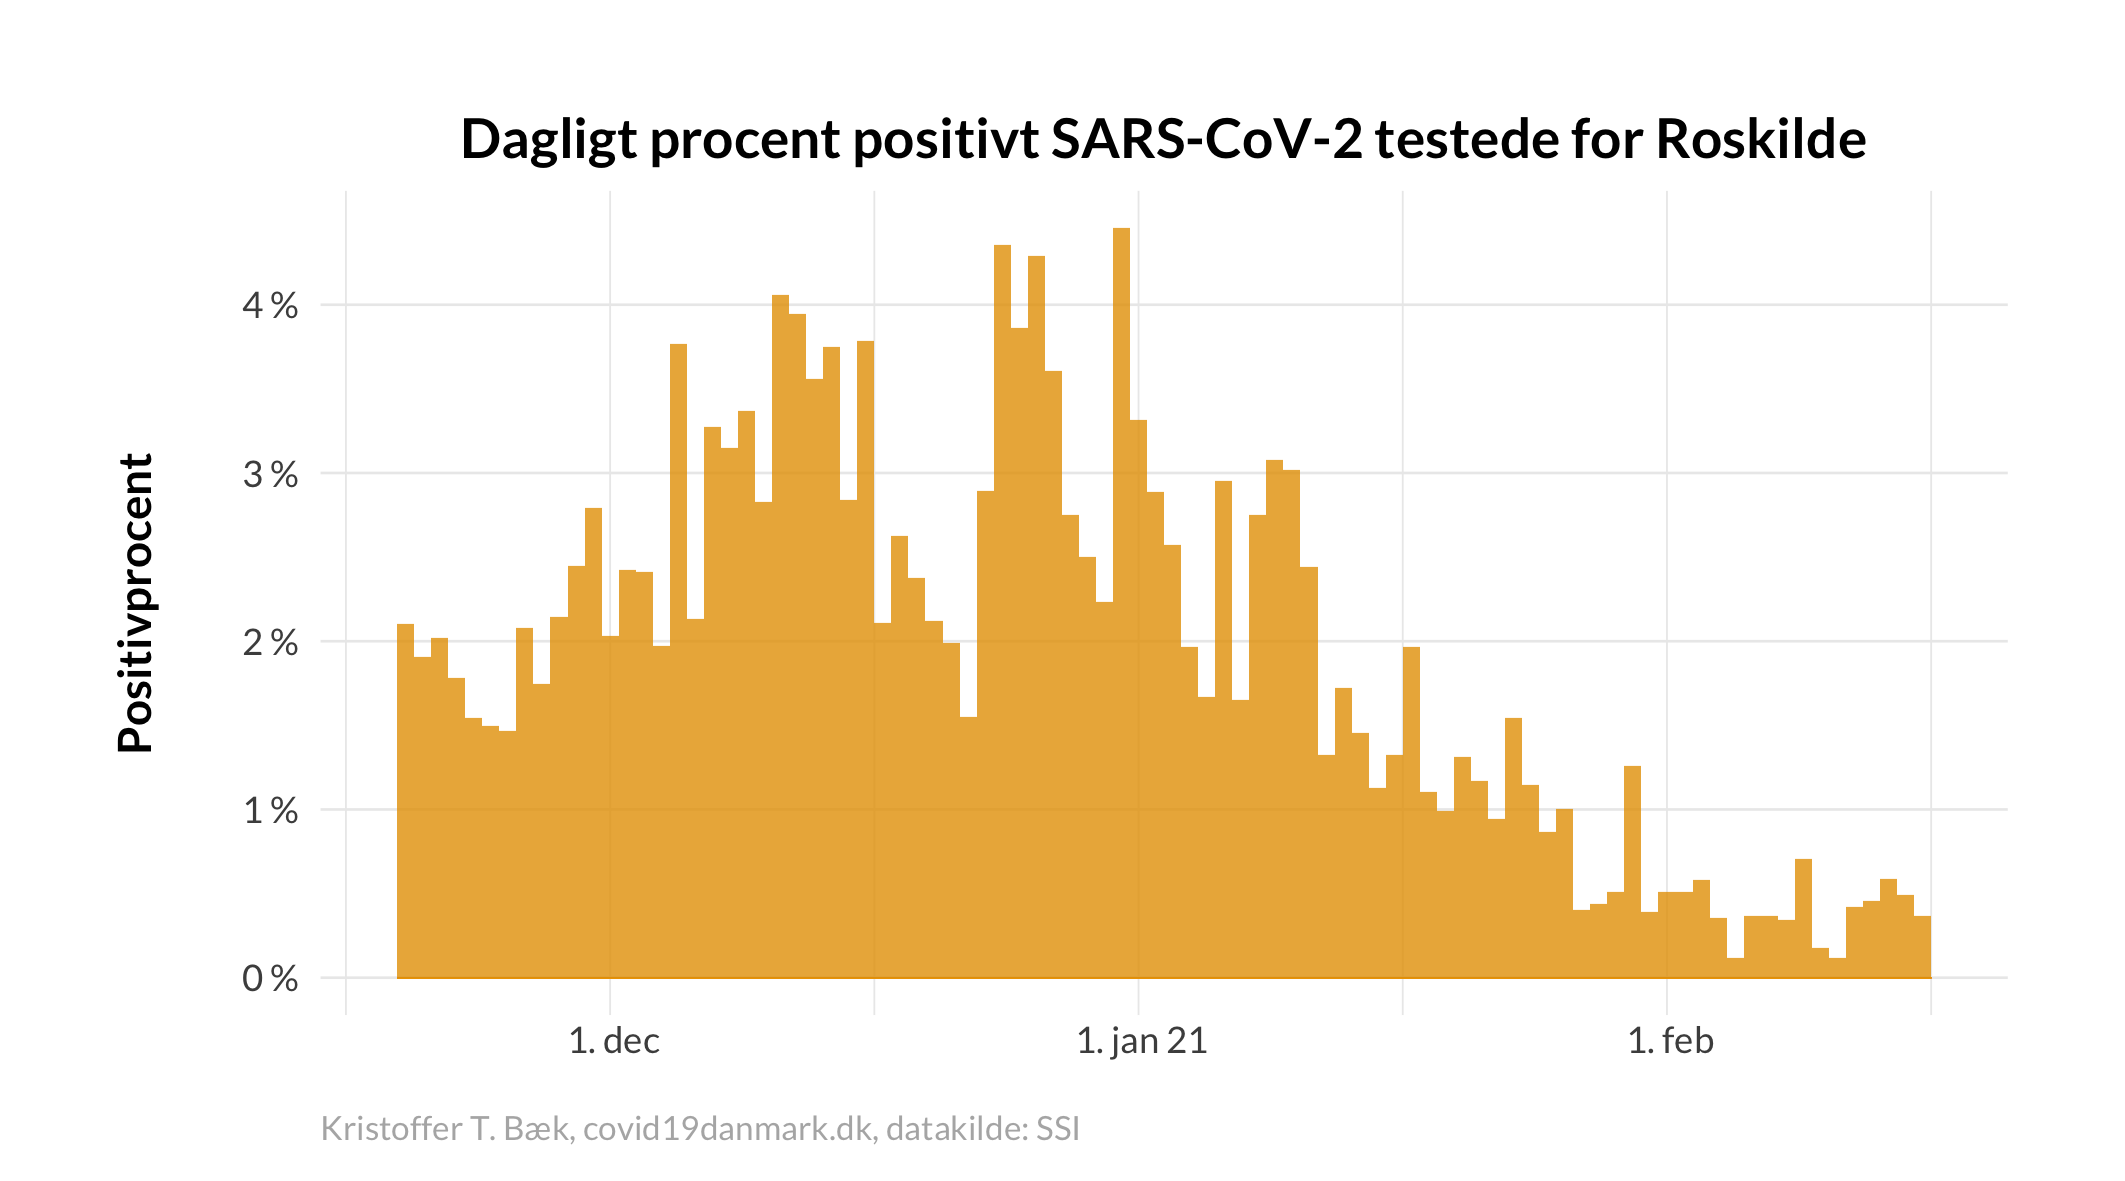 Dagligt procent positivt SARS-CoV-2 testede for Roskilde
Positivprocent
4 %
3 %
2 %
1 %
0 %
1. dec
1. jan 21
1. feb
Kristoffer T. Bæk, covid19danmark.dk, datakilde: SSI